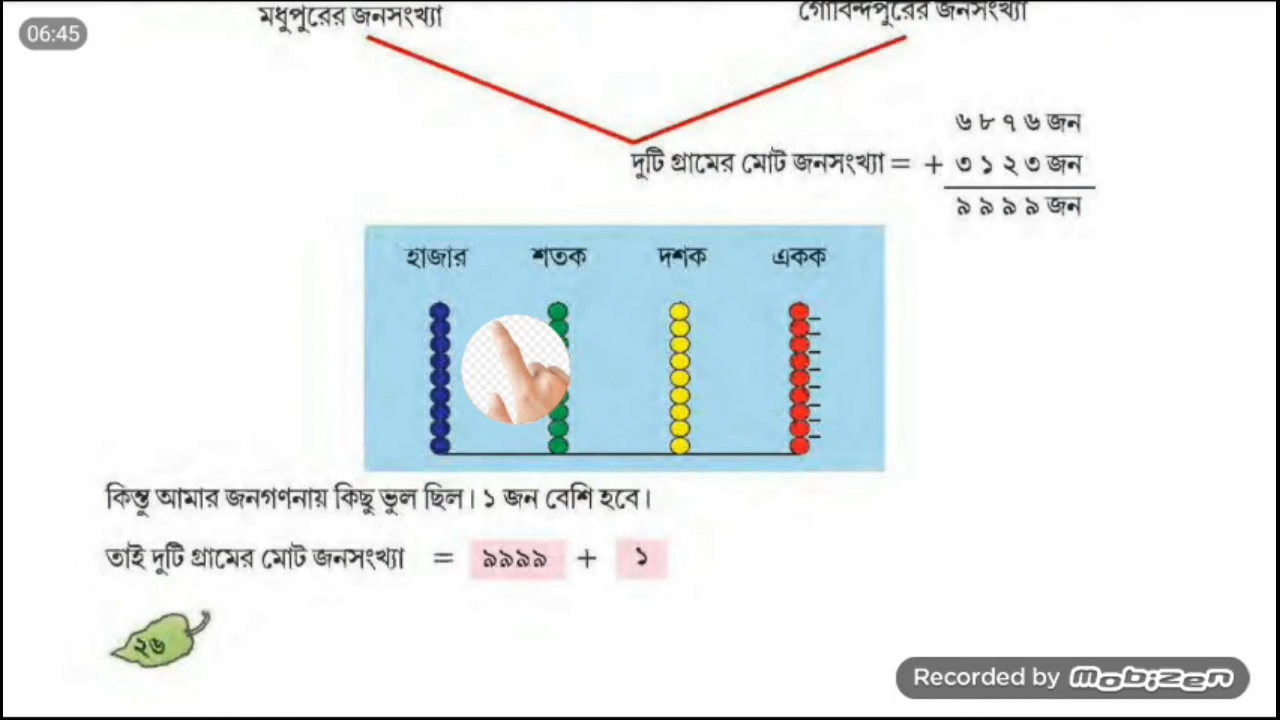 06:45
মধুপুরের জনসংখ্যা
গোবিন্দপুরের জনসংখ্যা
৬৮৭৬ জন
দুটি গ্রামের মোট জনসংখ্যা = + ৩১২৩ জন
৯৯৯৯ জন
হাজার শতক দশক একক
কিন্তু আমার জনগণনায় কিছু ভুল ছিল। ১ জন বেশি হবে।
তাই দুটি গ্রামের মোট জনসংখ্যা = ৯৯৯৯ + ১
২৬
Recorded by Mobizen